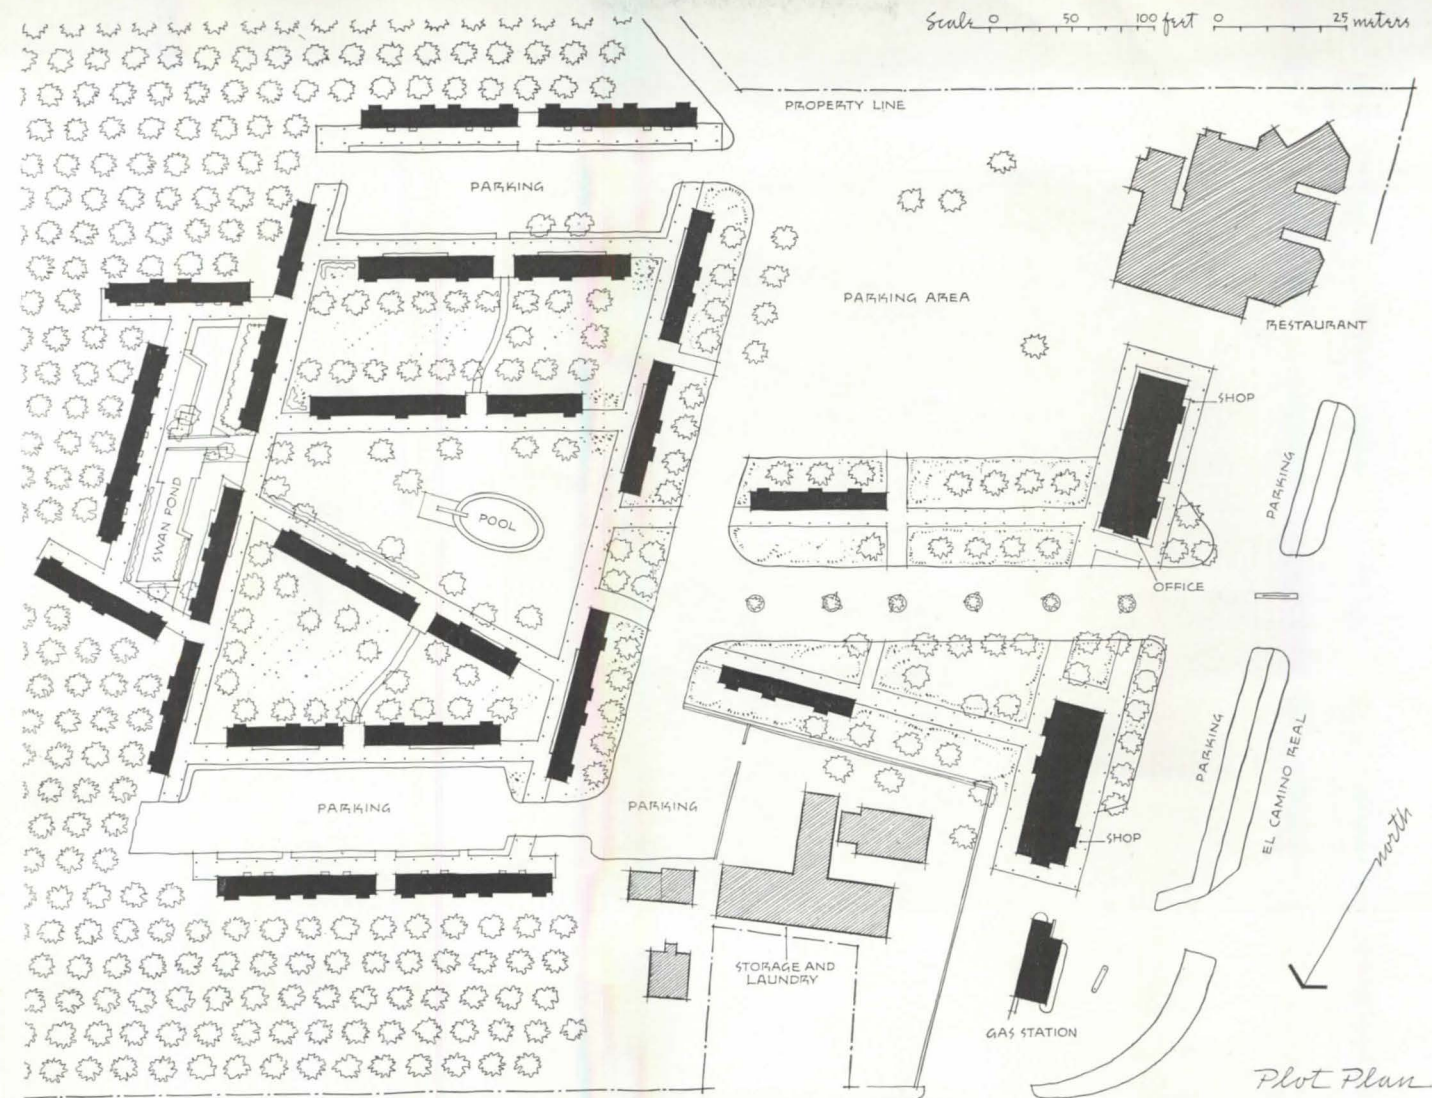 Scale 0 50 100 feet 0 25 meters
PROPERTY LINE
PARKING
PARKING AREA
RESTAURANT
SHOP
PARKING
SWAN POND
POOL
OFFICE
PARKING
EL CAMINO REAL
PARKING
PARKING
SHOP
north
STORAGE AND
LAUNDRY
GAS STATION
Plot Plan